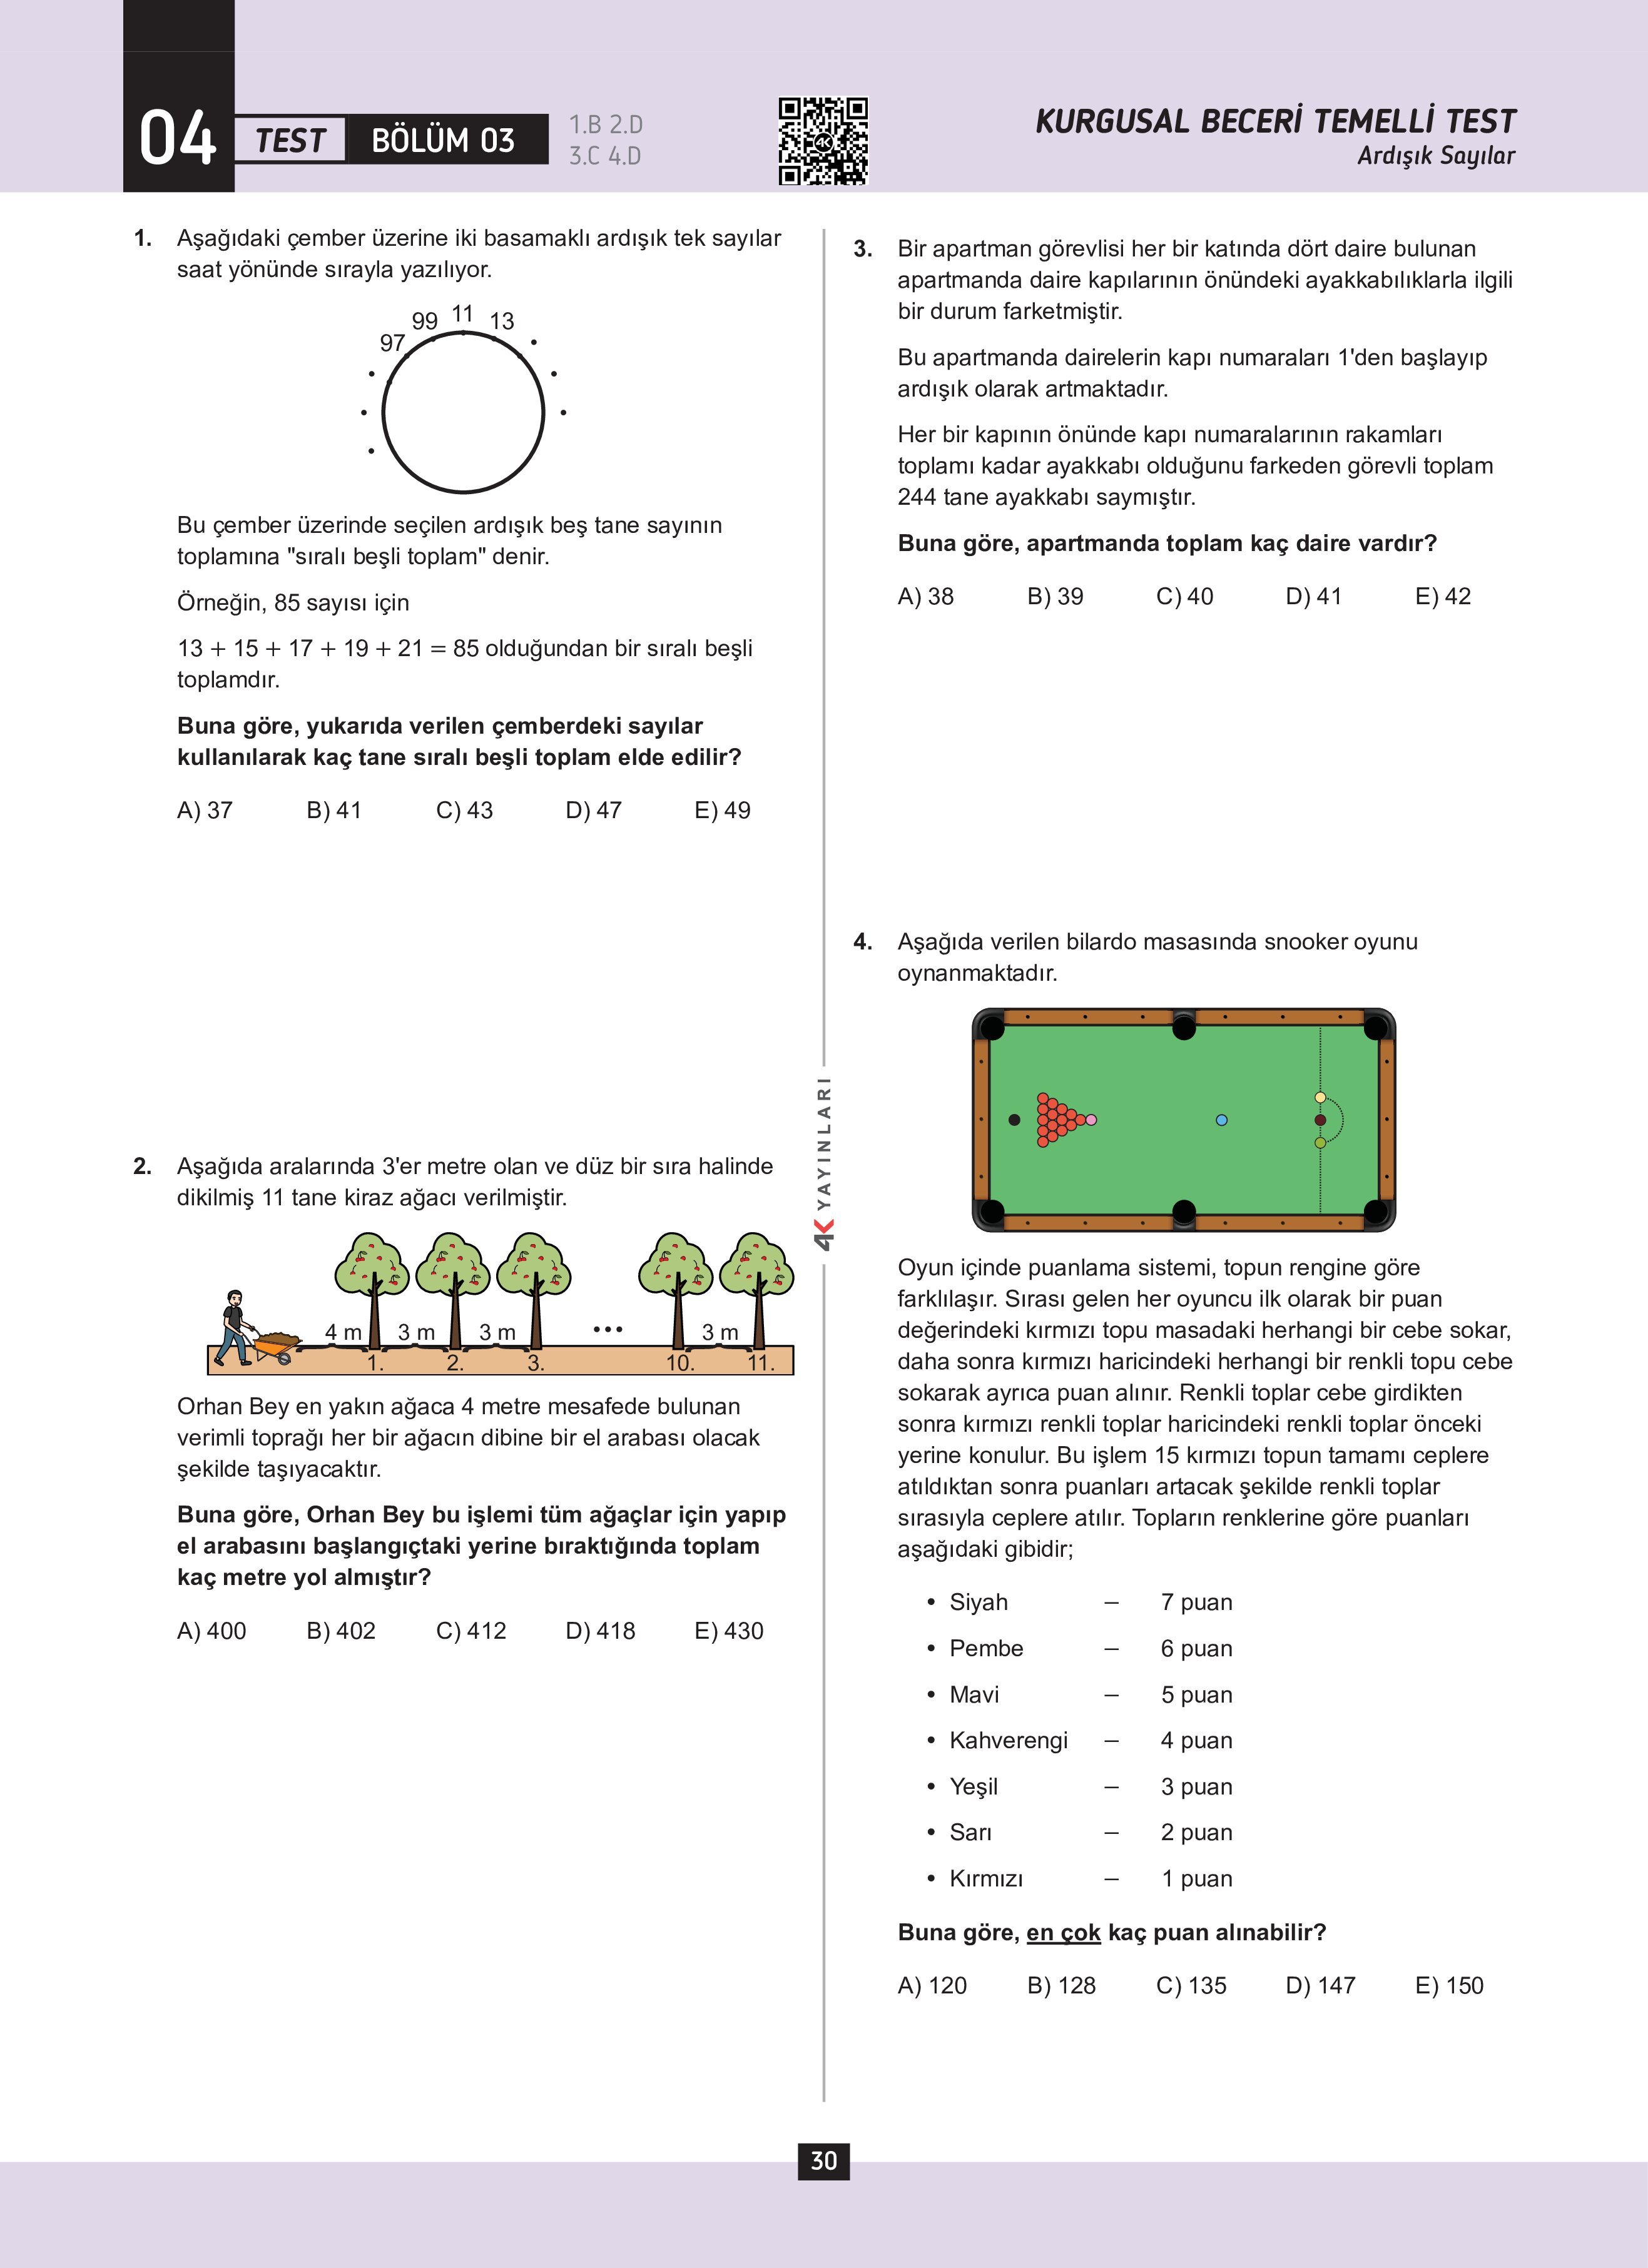 04
TEST
BÖLÜM 03
1.B 2.D
3.C 4.D
4K
KURGUSAL BECERİ TEMELLİ TEST
Ardışık Sayılar
1. Aşağıdaki çember üzerine iki basamaklı ardışık tek sayılar
saat yönünde sırayla yazılıyor.
97 99 11 13
Bu çember üzerinde seçilen ardışık beş tane sayının
toplamına "sıralı beşli toplam" denir.
Örneğin, 85 sayısı için
13 + 15 + 17 + 19 + 21 = 85 olduğundan bir sıralı beşli
toplamdır.
Buna göre, yukarıda verilen çemberdeki sayılar
kullanılarak kaç tane sıralı beşli toplam elde edilir?
A) 37 B) 41 C) 43 D) 47 E) 49
2. Aşağıda aralarında 3'er metre olan ve düz bir sıra halinde
dikilmiş 11 tane kiraz ağacı verilmiştir.
4 m 3 m 3 m ... 3 m
1. 2. 3. 10. 11.
Orhan Bey en yakın ağaca 4 metre mesafede bulunan
verimli toprağı her bir ağacın dibine bir el arabası olacak
şekilde taşıyacaktır.
Buna göre, Orhan Bey bu işlemi tüm ağaçlar için yapıp
el arabasını başlangıçtaki yerine bıraktığında toplam
kaç metre yol almıştır?
A) 400 B) 402 C) 412 D) 418 E) 430
4K YAYINLARI
3. Bir apartman görevlisi her bir katında dört daire bulunan
apartmanda daire kapılarının önündeki ayakkabılıklarla ilgili
bir durum farketmiştir.
Bu apartmanda dairelerin kapı numaraları 1'den başlayıp
ardışık olarak artmaktadır.
Her bir kapının önünde kapı numaralarının rakamları
toplamı kadar ayakkabı olduğunu farkeden görevli toplam
244 tane ayakkabı saymıştır.
Buna göre, apartmanda toplam kaç daire vardır?
A) 38 B) 39 C) 40 D) 41 E) 42
4. Aşağıda verilen bilardo masasında snooker oyunu
oynanmaktadır.
Oyun içinde puanlama sistemi, topun rengine göre
farklılaşır. Sırası gelen her oyuncu ilk olarak bir puan
değerindeki kırmızı topu masadaki herhangi bir cebe sokar,
daha sonra kırmızı haricindeki herhangi bir renkli topu cebe
sokarak ayrıca puan alınır. Renkli toplar cebe girdikten
sonra kırmızı renkli toplar haricindeki renkli toplar önceki
yerine konulur. Bu işlem 15 kırmızı topun tamamı ceplere
atıldıktan sonra puanları artacak şekilde renkli toplar
sırasıyla ceplere atılır. Topların renklerine göre puanları
aşağıdaki gibidir;
• Siyah – 7 puan
• Pembe – 6 puan
• Mavi – 5 puan
• Kahverengi – 4 puan
• Yeşil – 3 puan
• Sarı – 2 puan
• Kırmızı – 1 puan
Buna göre, en çok kaç puan alınabilir?
A) 120 B) 128 C) 135 D) 147 E) 150
30